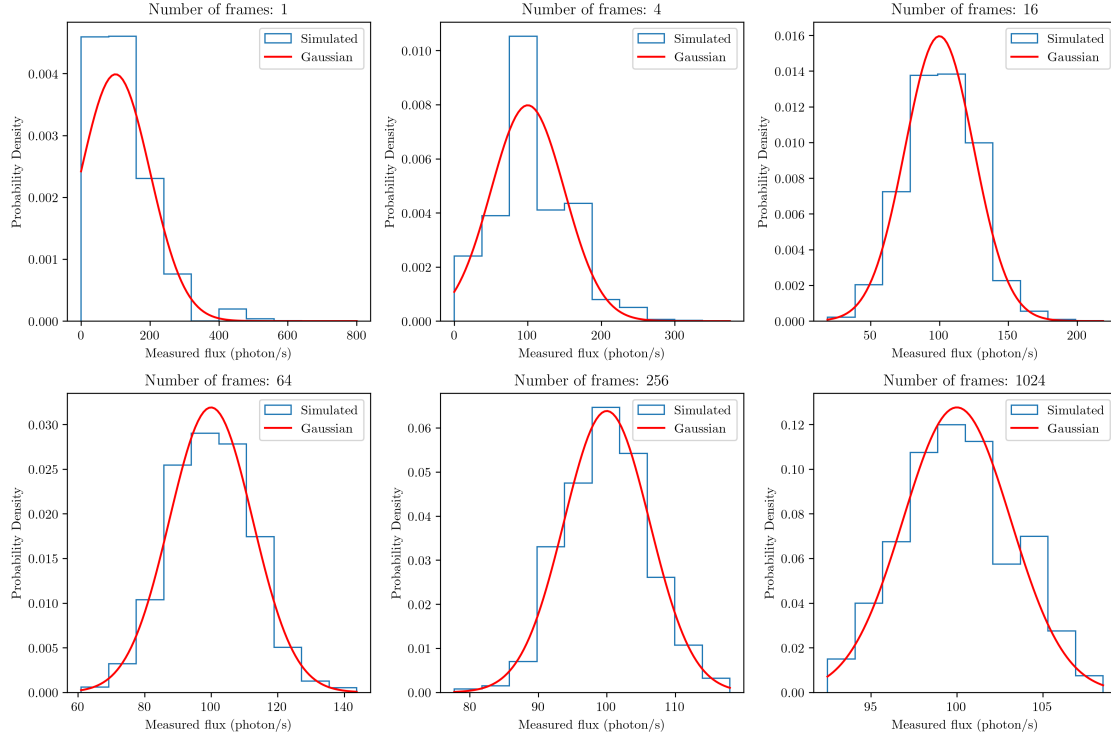 Number of frames: 1
Simulated
Gaussian
Probability Density
0.004
0.003
0.002
0.001
0.000
0 200 400 600 800
Measured flux (photon/s)
Number of frames: 4
Simulated
Gaussian
Probability Density
0.010
0.008
0.006
0.004
0.002
0.000
0 100 200 300
Measured flux (photon/s)
Number of frames: 16
Simulated
Gaussian
Probability Density
0.016
0.014
0.012
0.010
0.008
0.006
0.004
0.002
0.000
50 100 150 200
Measured flux (photon/s)
Number of frames: 64
Simulated
Gaussian
Probability Density
0.030
0.025
0.020
0.015
0.010
0.005
0.000
60 80 100 120 140
Measured flux (photon/s)
Number of frames: 256
Simulated
Gaussian
Probability Density
0.06
0.05
0.04
0.03
0.02
0.01
0.00
80 90 100 110
Measured flux (photon/s)
Number of frames: 1024
Simulated
Gaussian
Probability Density
0.12
0.10
0.08
0.06
0.04
0.02
0.00
95 100 105
Measured flux (photon/s)